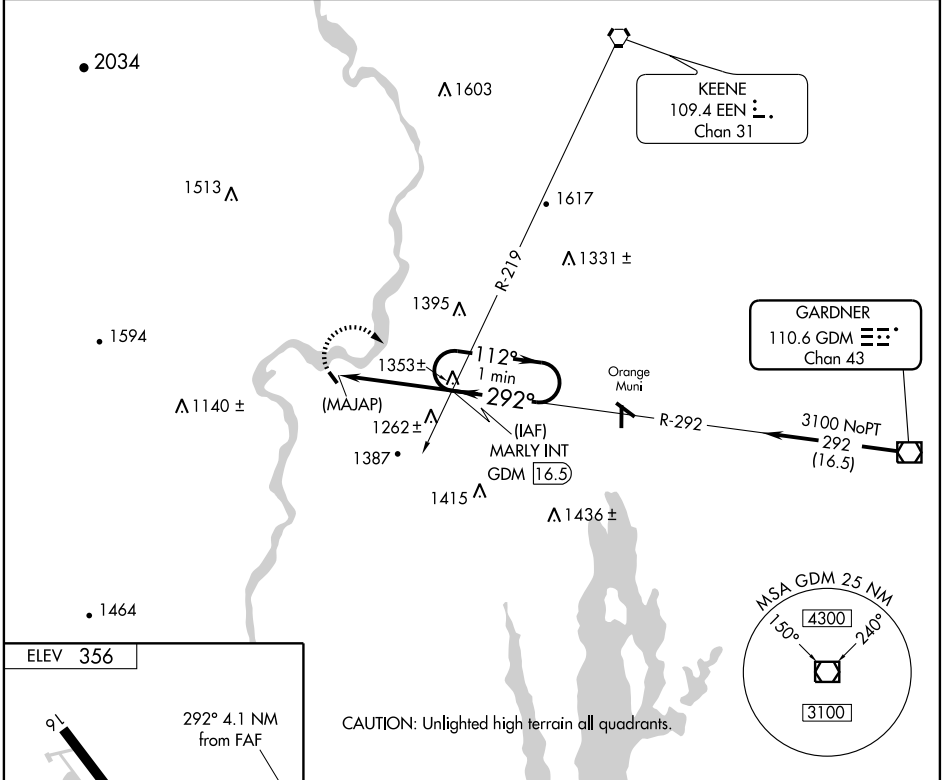 2034
1603
KEENE
109.4 EEN
Chan 31
1513
1617
R-219
1331 ±
1395
GARDNER
110.6 GDM
Chan 43
1594
1353±
112°
1 min
292°
Orange
Muni
(MAJAP)
R-292
3100 NoPT
292
(16.5)
1140 ±
1262±
(IAF)
MARLY INT
GDM 16.5
1387
1415
1436 ±
MSA GDM 25 NM
4300
150°
240°
3100
1464
ELEV 356
16
292° 4.1 NM
from FAF
CAUTION: Unlighted high terrain all quadrants.